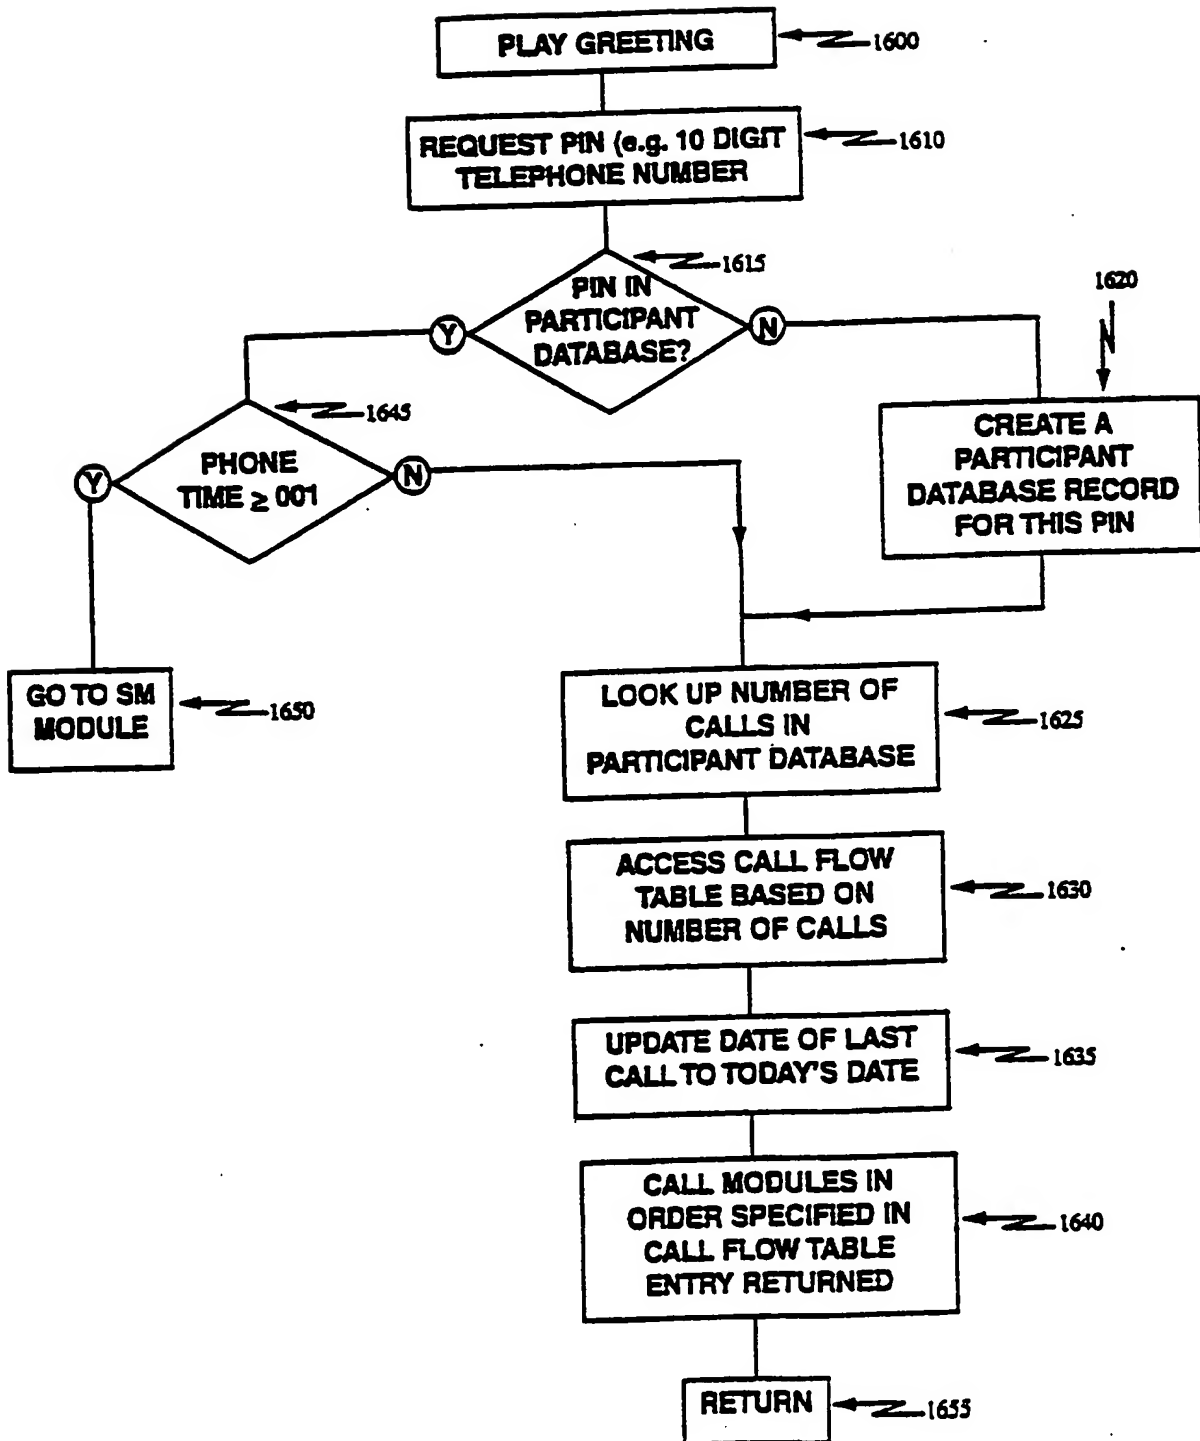 PLAY GREETING
1600
REQUEST PIN (e.g. 10 DIGIT
TELEPHONE NUMBER
1610
1615
PIN IN
PARTICIPANT
DATABASE?
Y
N
1620
CREATE A
PARTICIPANT
DATABASE RECORD
FOR THIS PIN
1645
PHONE
TIME ≥ 001
Y
N
GO TO SM
MODULE
1650
LOOK UP NUMBER OF
CALLS IN
PARTICIPANT DATABASE
1625
ACCESS CALL FLOW
TABLE BASED ON
NUMBER OF CALLS
1630
UPDATE DATE OF LAST
CALL TO TODAY'S DATE
1635
CALL MODULES IN
ORDER SPECIFIED IN
CALL FLOW TABLE
ENTRY RETURNED
1640
RETURN
1655